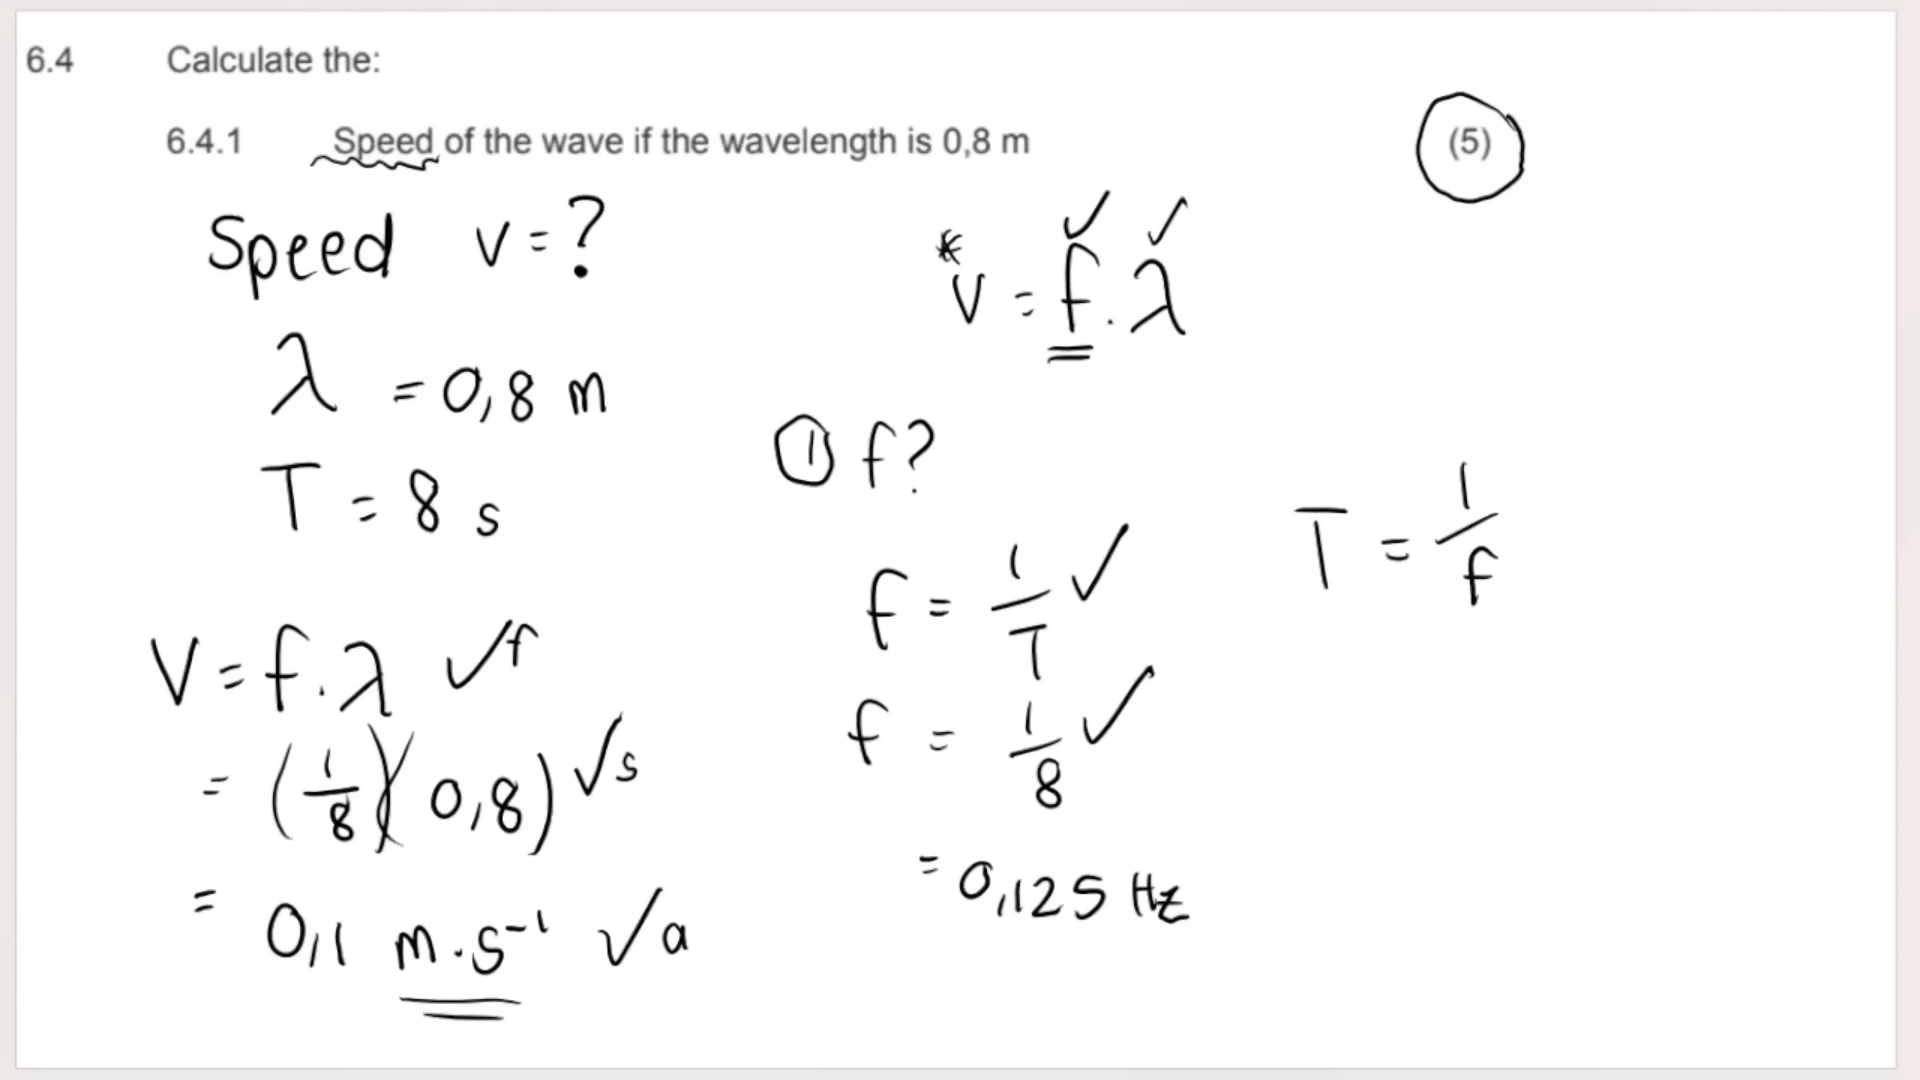 6.4 Calculate the:
6.4.1 Speed of the wave if the wavelength is 0,8 m (5)
Speed v = ?
λ = 0,8 m
T = 8 s
V = f.λ ✓f
= (1/8)(0,8) ✓s
= 0,1 m.s⁻¹ ✓a
✓ ✓
* V = f.λ
① f?
f = 1/T ✓
T = 1/f
f = 1/8 ✓
= 0,125 Hz